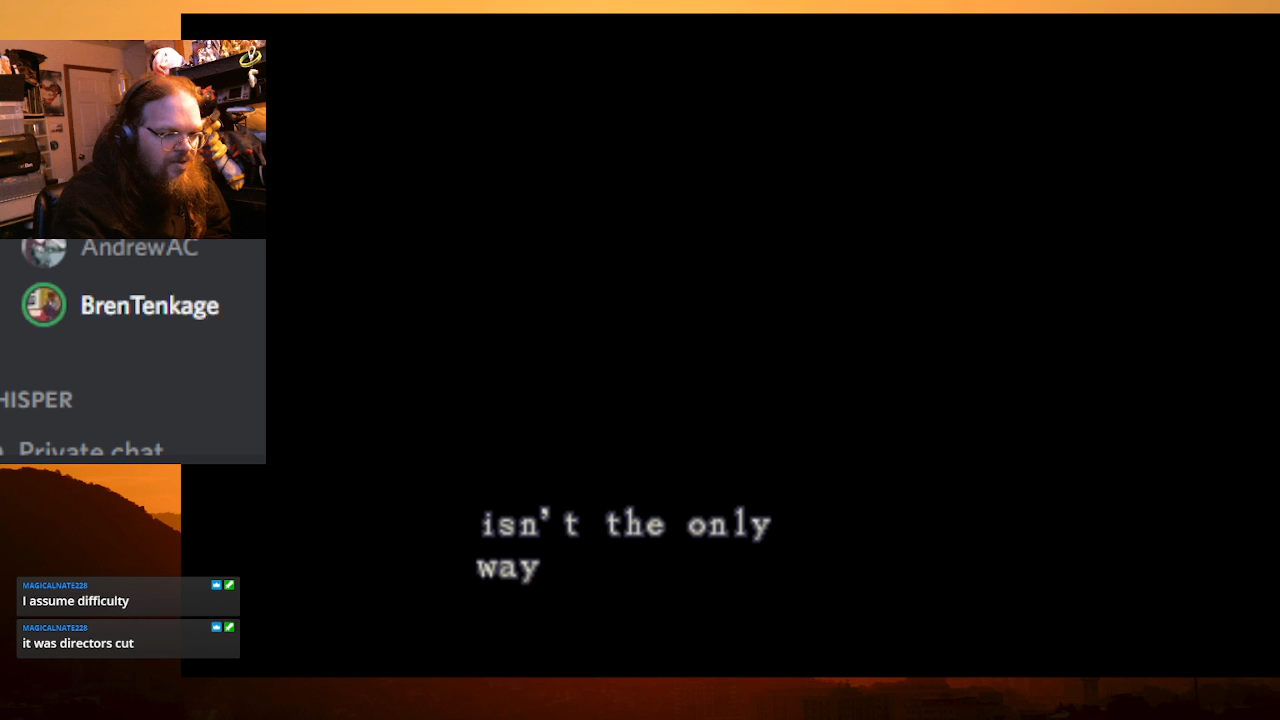 AndrewAC
BrenTenkage
HISPER
Private chat
isn't the only
way
MAGICALNATE228
I assume difficulty
MAGICALNATE228
it was directors cut